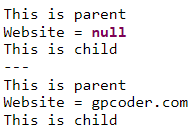 This is parent
Website = null
This is child
---
This is parent
Website = gpcoder.com
This is child